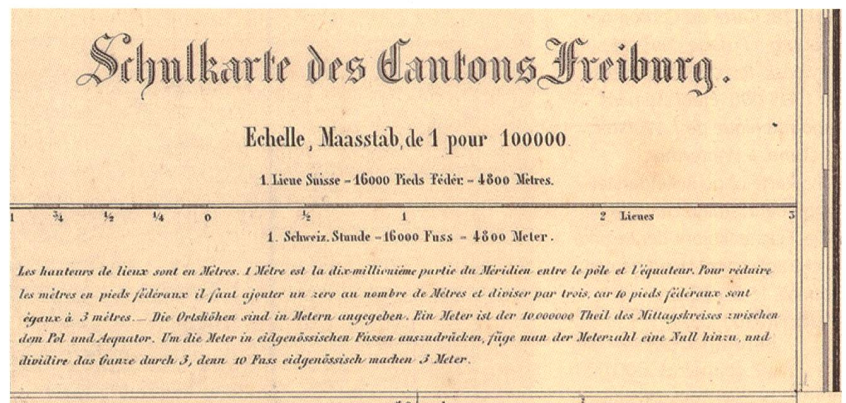 Schulkarte des Cantons Freiburg.
Echelle, Maasstab, de 1 pour 100000
1. Lieue Suisse = 16000 Pieds Féder. = 4800 Mètres.
1 ¾ ½ ¼ 0 ½ 1 2 Lieues 3
1. Schweiz. Stunde = 16000 Fuss = 4800 Meter.
Les hauteurs de lieux sont en Mètres. 1 Mètre est la dix-millionième partie du Méridien entre le pôle et l'équateur. Pour réduire
les mètres en pieds fédéraux il faut ajouter un zero au nombre de Mètres et diviser par trois, car 10 pieds fédéraux sont
égaux à 3 mètres. — Die Ortshöhen sind in Metern angegeben. Ein Meter ist der 10000000 Theil des Mittagskreises zwischen
dem Pol und Aequator. Um die Meter in eidgenössischen Füssen auszudrücken, füge man der Meterzahl eine Null hinzu, und
dividire das Ganze durch 3, denn 10 Fuss eidgenössisch machen 3 Meter.